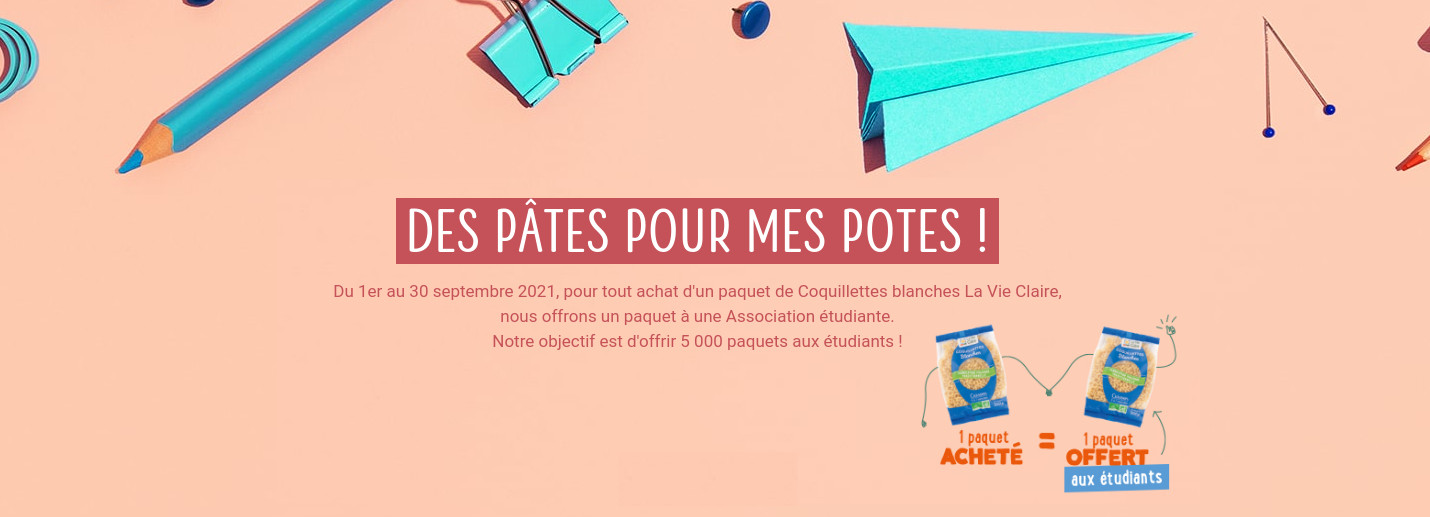 DES PÂTES POUR MES POTES !
Du 1er au 30 septembre 2021, pour tout achat d'un paquet de Coquillettes blanches La Vie Claire,
nous offrons un paquet à une Association étudiante.
Notre objectif est d'offrir 5 000 paquets aux étudiants !
1 paquet
ACHETÉ
=
1 paquet
OFFERT
aux étudiants